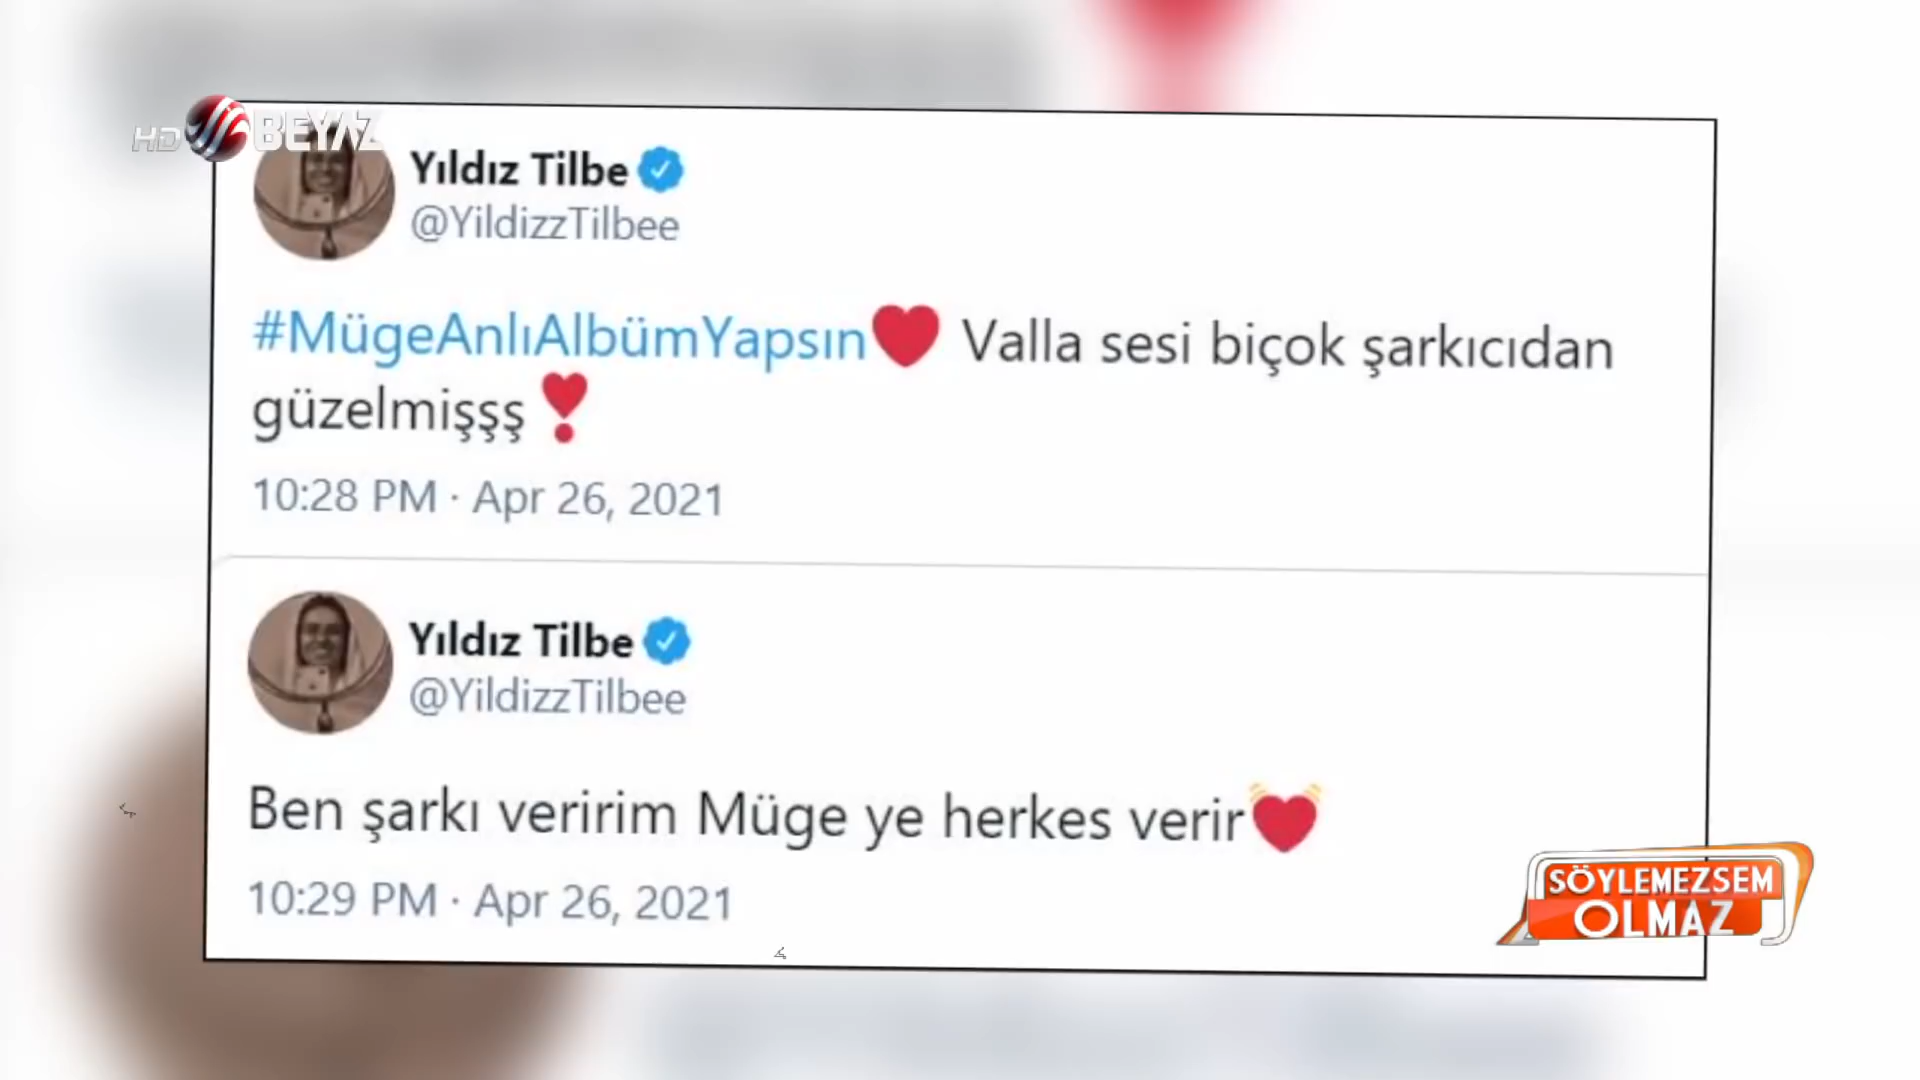 HD BEYAZ
Yıldız Tilbe
@YildizzTilbee
#MügeAnlıAlbümYapsın❤ Valla sesi biçok şarkıcıdan
güzelmişşş❣
10:28 PM · Apr 26, 2021
Yıldız Tilbe
@YildizzTilbee
Ben şarkı veririm Müge ye herkes verir💓
10:29 PM · Apr 26, 2021
SÖYLEMEZSEM
OLMAZ